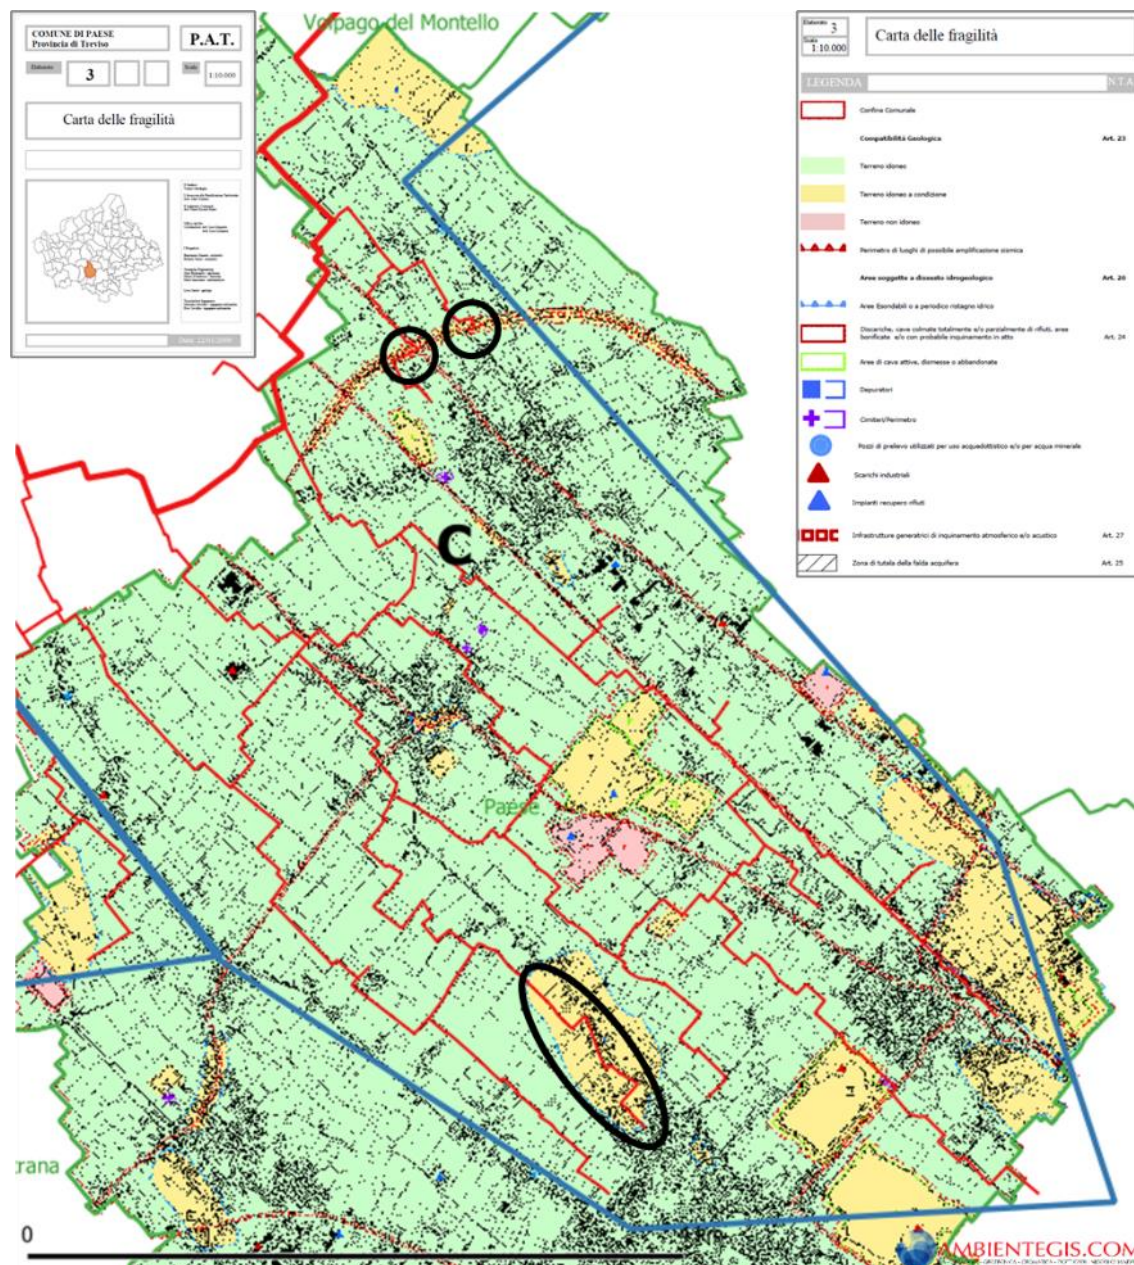 COMUNE DI PAESE
Provincia di Treviso
P.A.T.
Elaborato
3
Scala
1:10.000
Carta delle fragilità
Volpago del Montello
Elaborato
3
Scala
1:10.000
Carta delle fragilità
LEGENDA
N.T.A.
Confine Comunale
Compatibilità Geologica
Art. 23
Terreno idoneo
Terreno idoneo a condizione
Terreno non idoneo
Perimetro di luoghi di possibile amplificazione sismica
Aree soggette a dissesto idrogeologico
Art. 26
Aree Esondabili o a periodico ristagno idrico
Discariche, cave colmate totalmente e/o parzialmente di rifiuti, aree
bonificate e/o con probabile inquinamento in atto
Art. 24
Aree di cava attive, dismesse o abbandonate
Depuratori
Cimiteri/Perimetro
Pozzi di prelievo utilizzati per uso acquedottistico e/o per acqua minerale
Scarichi industriali
Impianti recupero rifiuti
Infrastrutture generatrici di inquinamento atmosferico e/o acustico
Art. 27
Zona di tutela della falda acquifera
Art. 25
C
Paese
trana
0
AMBIENTEGIS.COM